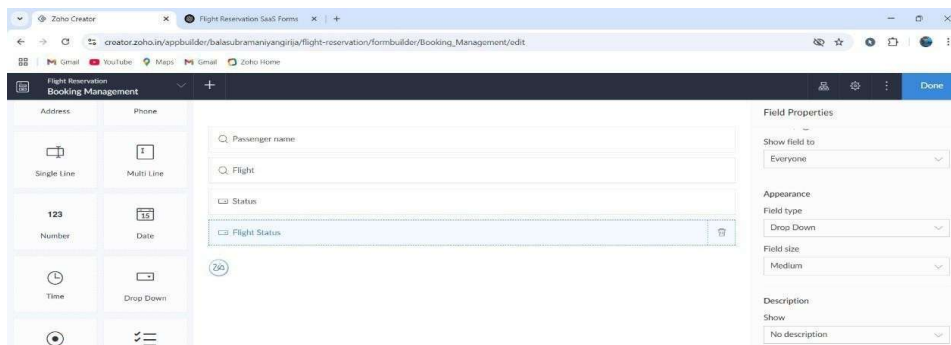 Zoho Creator
Flight Reservation SaaS Forms
creator.zoho.in/appbuilder/balasubramaniyangirija/flight-reservation/formbuilder/Booking_Management/edit
Gmail YouTube Maps Gmail Zoho Home
Flight Reservation
Booking Management
Done
Address Phone
Single Line Multi Line
123 15
Number Date
Time Drop Down
Passenger name
Flight
Status
Flight Status
Zia
Field Properties
Show field to
Everyone
Appearance
Field type
Drop Down
Field size
Medium
Description
Show
No description